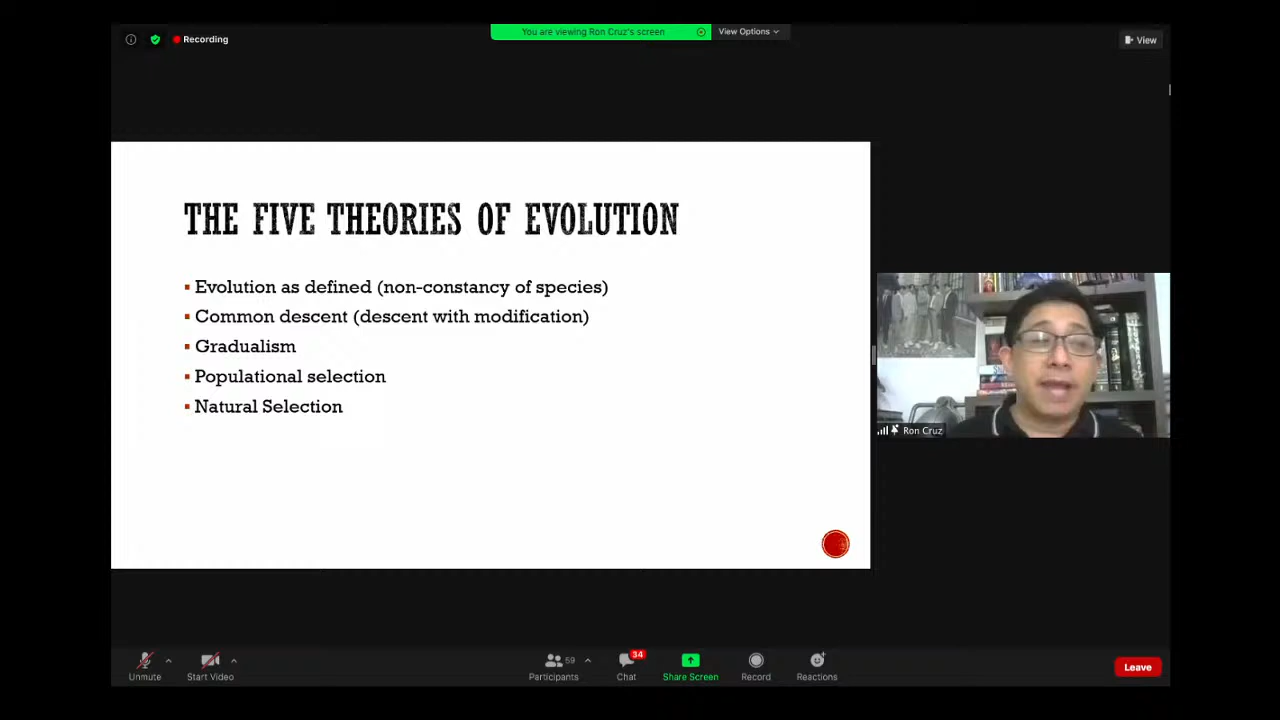 Recording
You are viewing Ron Cruz's screen
View Options
View
THE FIVE THEORIES OF EVOLUTION
▪ Evolution as defined (non-constancy of species)
▪ Common descent (descent with modification)
▪ Gradualism
▪ Populational selection
▪ Natural Selection
Ron Cruz
Unmute
Start Video
59
Participants
34
Chat
Share Screen
Record
Reactions
Leave